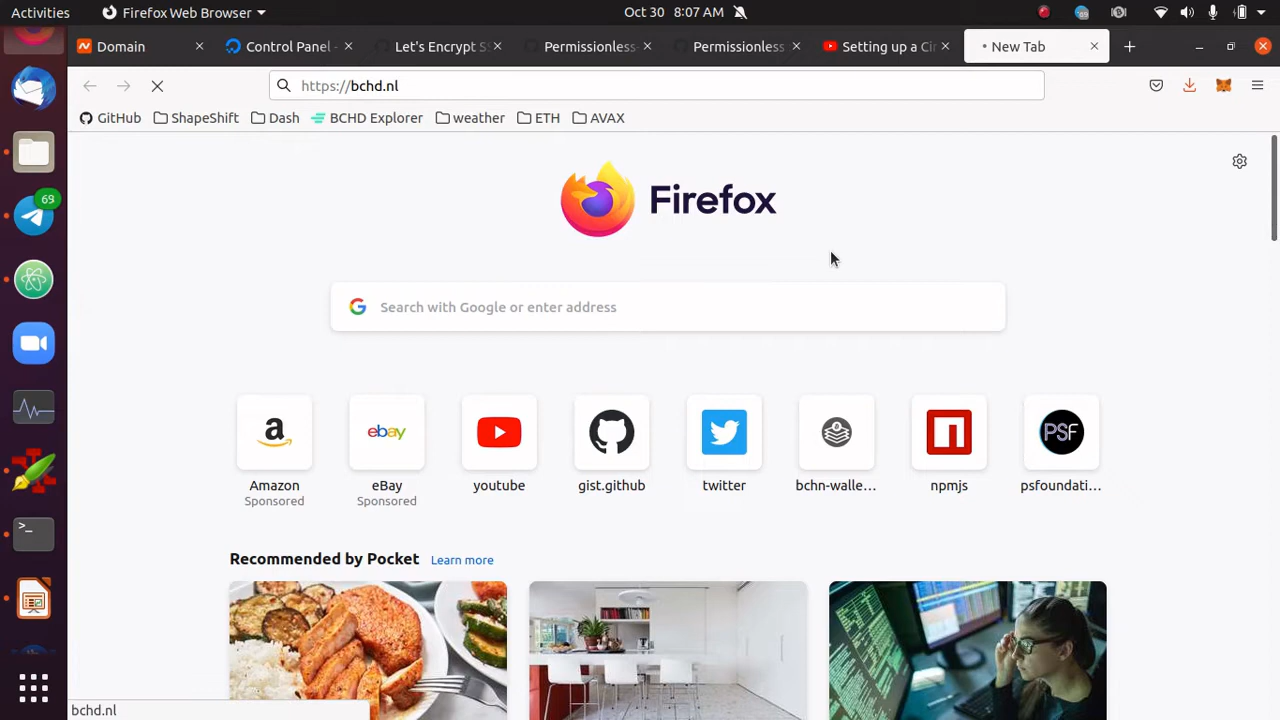 Activities
Firefox Web Browser
Oct 30 8:07 AM
Domain
Control Panel -
Let's Encrypt S
Permissionless-
Permissionless
Setting up a Cir
New Tab
https://bchd.nl
GitHub
ShapeShift
Dash
BCHD Explorer
weather
ETH
AVAX
69
Firefox
Search with Google or enter address
a
ebay
PSF
Amazon
Sponsored
eBay
Sponsored
youtube
gist.github
twitter
bchn-walle...
npmjs
psfoundati...
Recommended by Pocket
Learn more
>_
bchd.nl